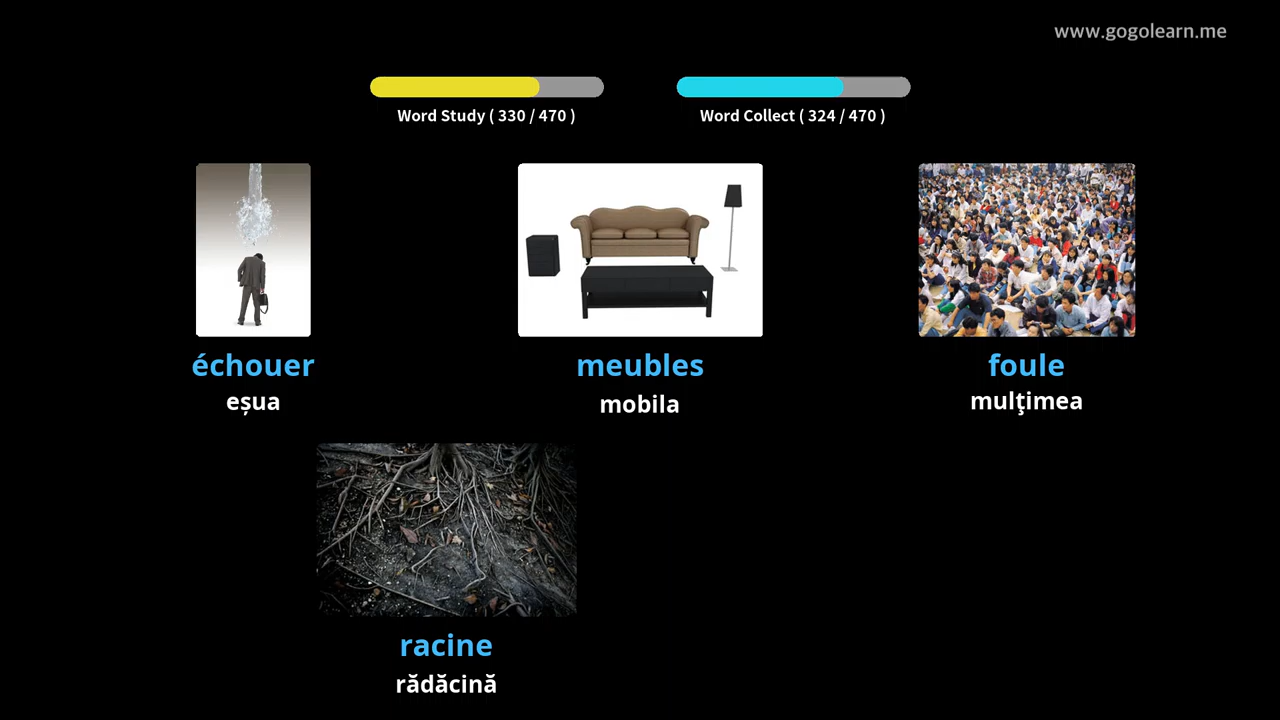 www.gogolearn.me
Word Study ( 330 / 470 )
Word Collect ( 324 / 470 )
échouer
eșua
meubles
mobila
foule
mulţimea
racine
rădăcină